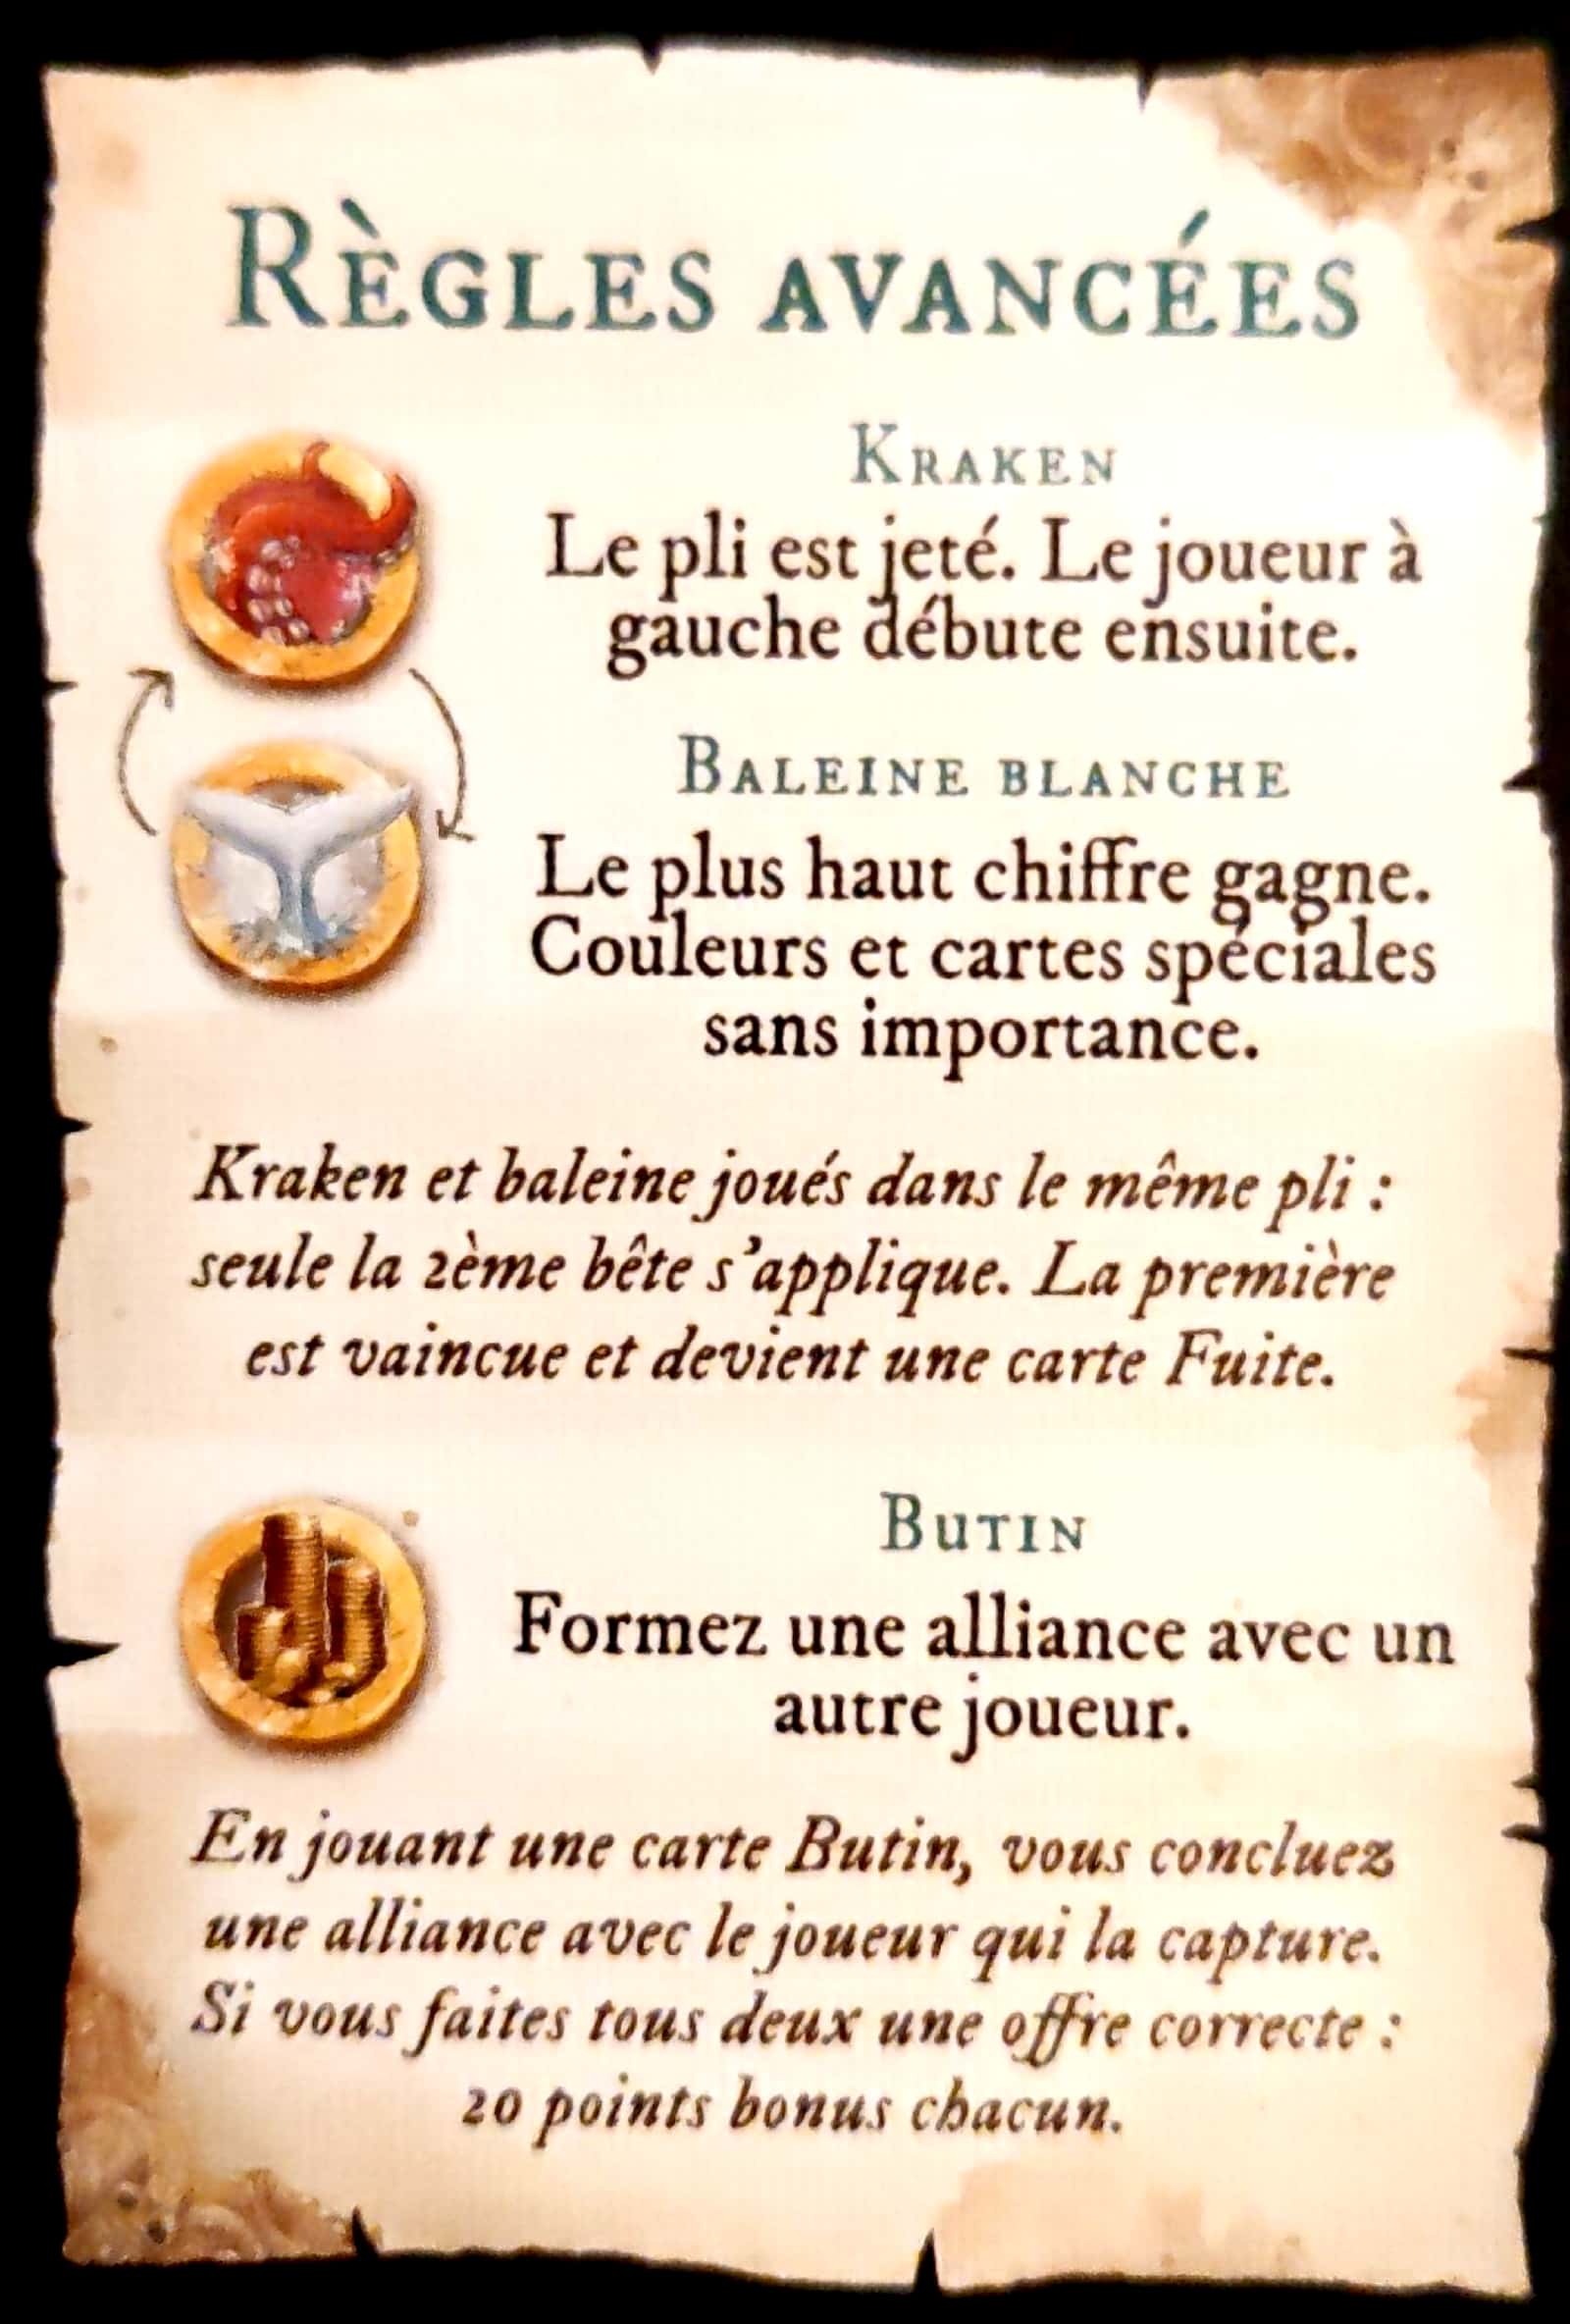 Règles avancées
Kraken
Le pli est jeté. Le joueur à
gauche débute ensuite.
Baleine blanche
Le plus haut chiffre gagne.
Couleurs et cartes spéciales
sans importance.
Kraken et baleine joués dans le même pli :
seule la 2ème bête s'applique. La première
est vaincue et devient une carte Fuite.
Butin
Formez une alliance avec un
autre joueur.
En jouant une carte Butin, vous concluez
une alliance avec le joueur qui la capture.
Si vous faites tous deux une offre correcte :
20 points bonus chacun.